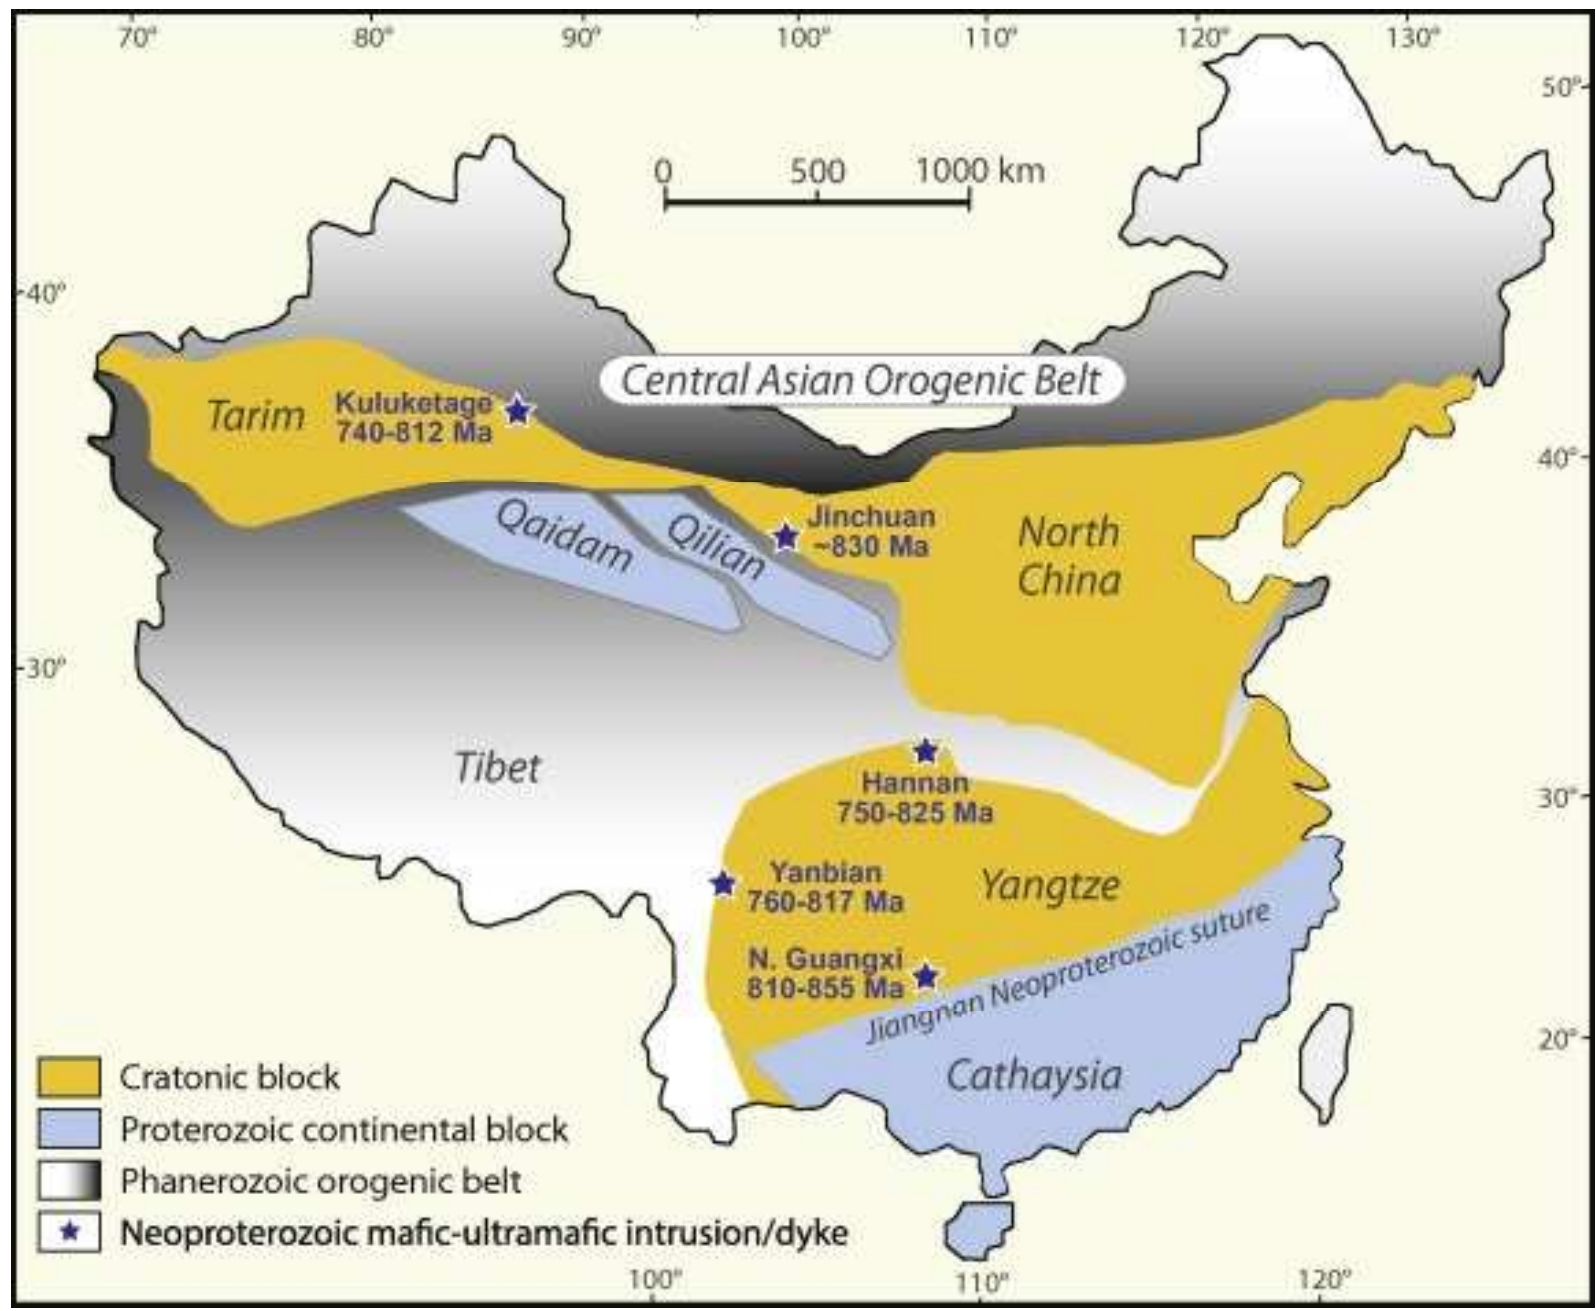 70° 80° 90° 100° 110° 120° 130°
50°
0 500 1000 km
40°
Central Asian Orogenic Belt
Tarim
Kuluketage
740-812 Ma
40°
Qaidam
Qilian
Jinchuan
~830 Ma
North
China
30°
Tibet
Hannan
750-825 Ma
30°
Yanbian
760-817 Ma
Yangtze
N. Guangxi
810-855 Ma
Jiangnan Neoproterozoic suture
20°
Cathaysia
Cratonic block
Proterozoic continental block
Phanerozoic orogenic belt
Neoproterozoic mafic-ultramafic intrusion/dyke
100° 110° 120°